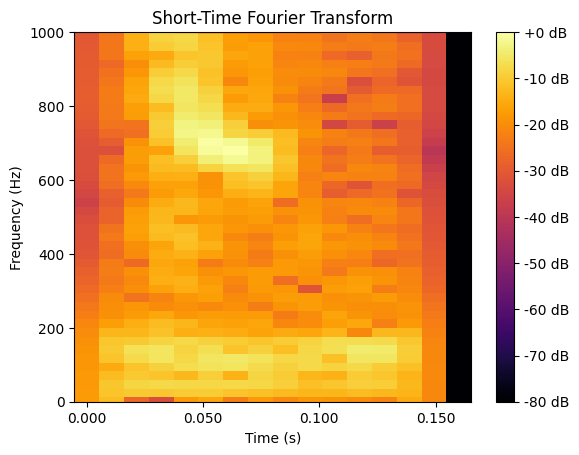 Short-Time Fourier Transform
1000
800
600
400
200
0
Frequency (Hz)
0.000
0.050
0.100
0.150
Time (s)
+0 dB
-10 dB
-20 dB
-30 dB
-40 dB
-50 dB
-60 dB
-70 dB
-80 dB